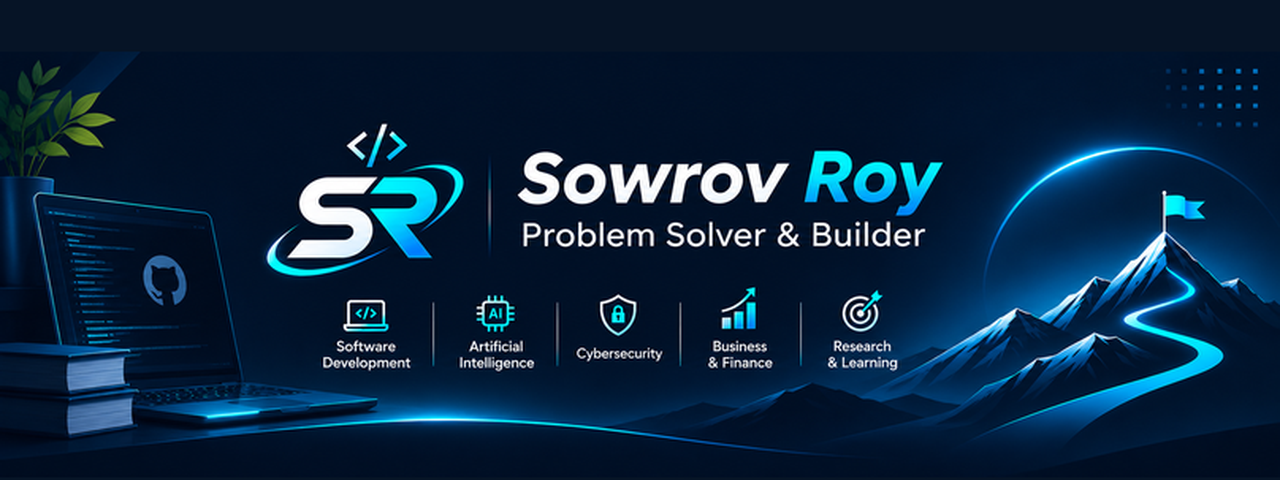 </>
SR
Sowrov Roy
Problem Solver & Builder
</>
Software
Development
AI
Artificial
Intelligence
Cybersecurity
Business
& Finance
Research
& Learning